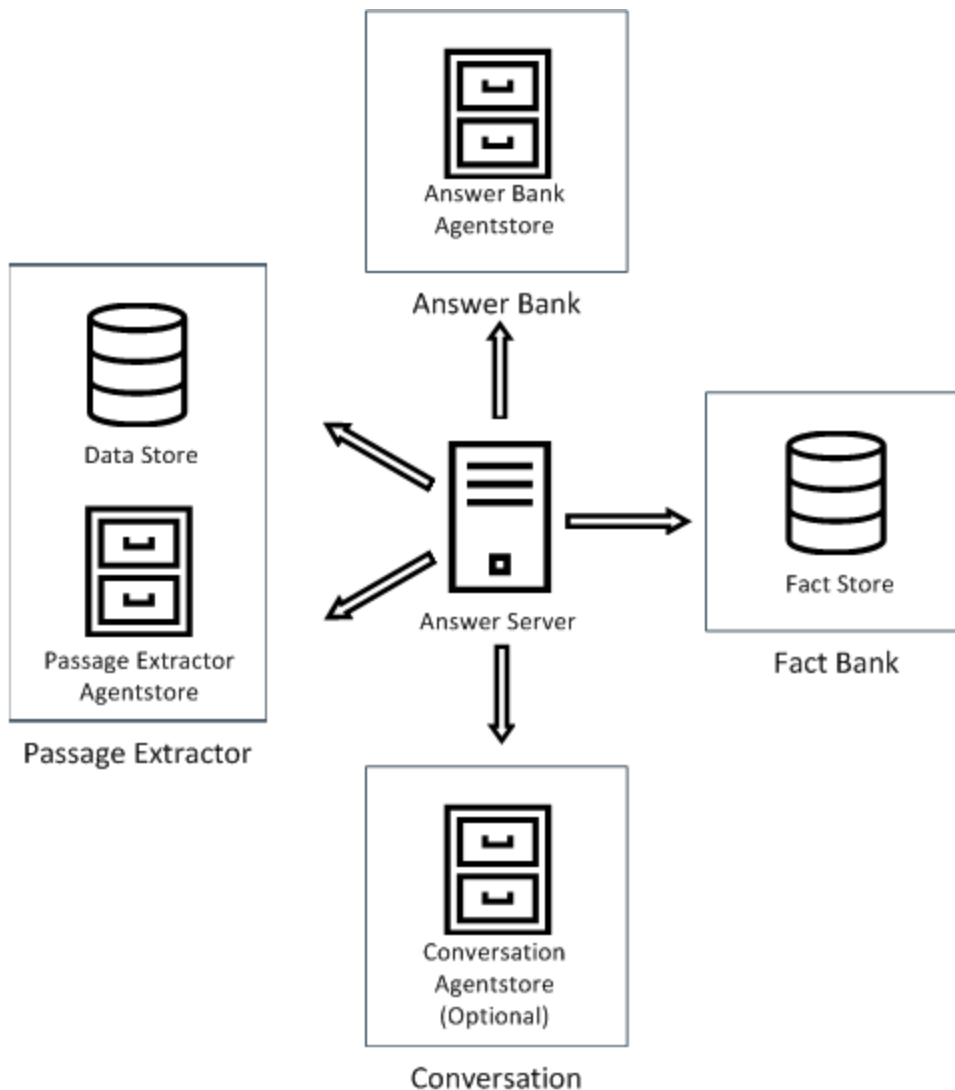 Answer Bank
Agentstore
Answer Bank
Data Store
Passage Extractor
Agentstore
Passage Extractor
Answer Server
Fact Store
Fact Bank
Conversation
Agentstore
(Optional)
Conversation